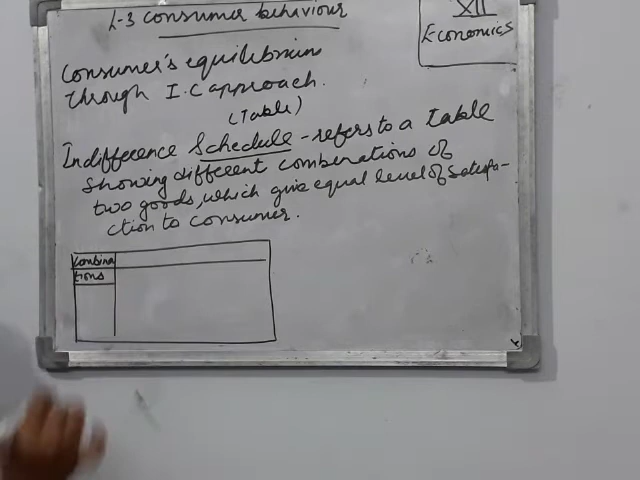 L-3 Consumer behaviour
XII
Economics
Consumer's equilibrium
through I.C approach.
(Table)
Indifference Schedule - refers to a table
showing different combinations of
two goods, which give equal level of satisfa-
ction to consumer.
Combina
tions